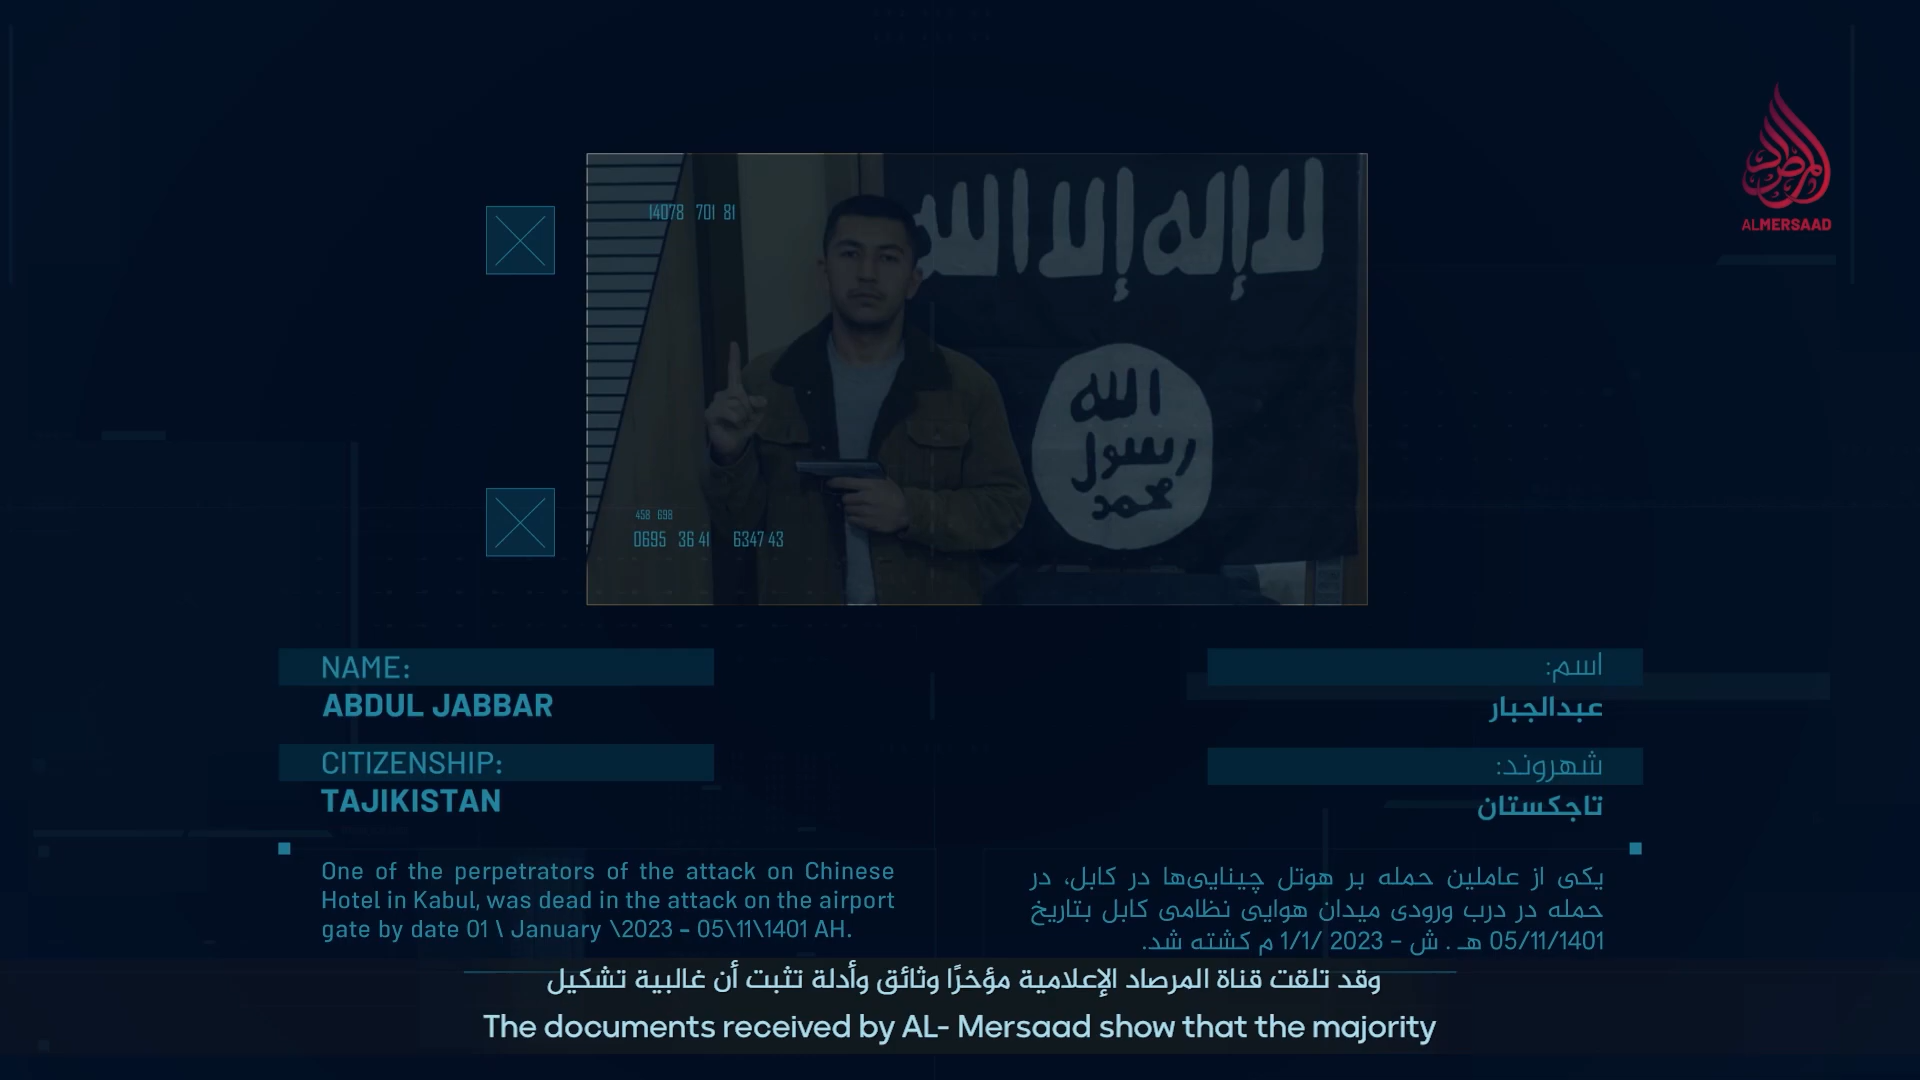 المرصاد
ALMERSAAD
14078 701 81
لا إله إلا الله
الله
رسول
محمد
458 698
0695 36 41 6347 43
NAME:
ABDUL JABBAR
CITIZENSHIP:
TAJIKISTAN
One of the perpetrators of the attack on Chinese
Hotel in Kabul, was dead in the attack on the airport
gate by date 01 \ January \2023 - 05\11\1401 AH.
اسم:
عبدالجبار
شهروند:
تاجکستان
یکی از عاملین حمله بر هوتل چینایی‌ها در کابل، در
حمله در درب ورودی میدان هوایی نظامی کابل بتاریخ
05/11/1401 هـ . ش - 2023 /1/1 م کشته شد.
وقد تلقت قناة المرصاد الإعلامية مؤخرًا وثائق وأدلة تثبت أن غالبية تشكيل
The documents received by AL- Mersaad show that the majority